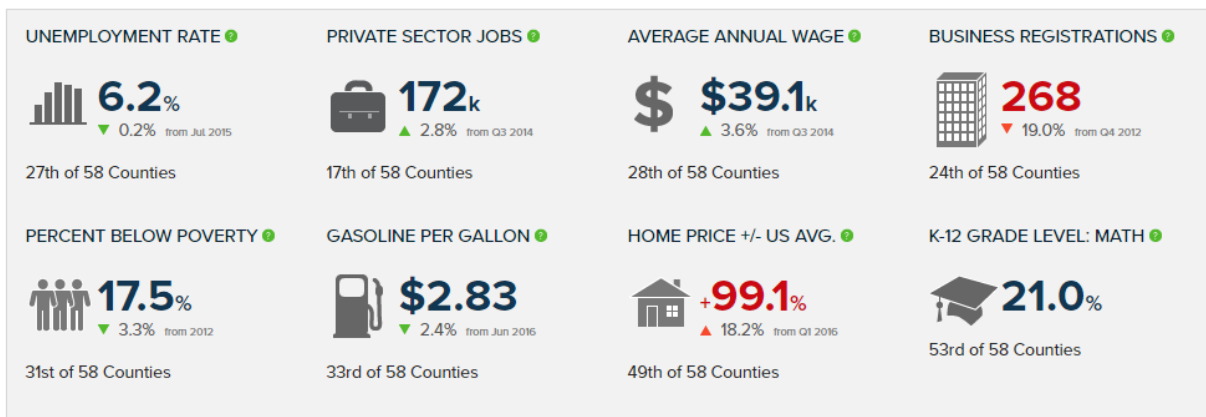 UNEMPLOYMENT RATE ?
6.2%
▼ 0.2% from Jul 2015
27th of 58 Counties
PRIVATE SECTOR JOBS ?
172k
▲ 2.8% from Q3 2014
17th of 58 Counties
AVERAGE ANNUAL WAGE ?
$
$39.1k
▲ 3.6% from Q3 2014
28th of 58 Counties
BUSINESS REGISTRATIONS ?
268
▼ 19.0% from Q4 2012
24th of 58 Counties
PERCENT BELOW POVERTY ?
17.5%
▼ 3.3% from 2012
31st of 58 Counties
GASOLINE PER GALLON ?
$2.83
▼ 2.4% from Jun 2016
33rd of 58 Counties
HOME PRICE +/- US AVG. ?
+99.1%
▲ 18.2% from Q1 2016
49th of 58 Counties
K-12 GRADE LEVEL: MATH ?
21.0%
53rd of 58 Counties